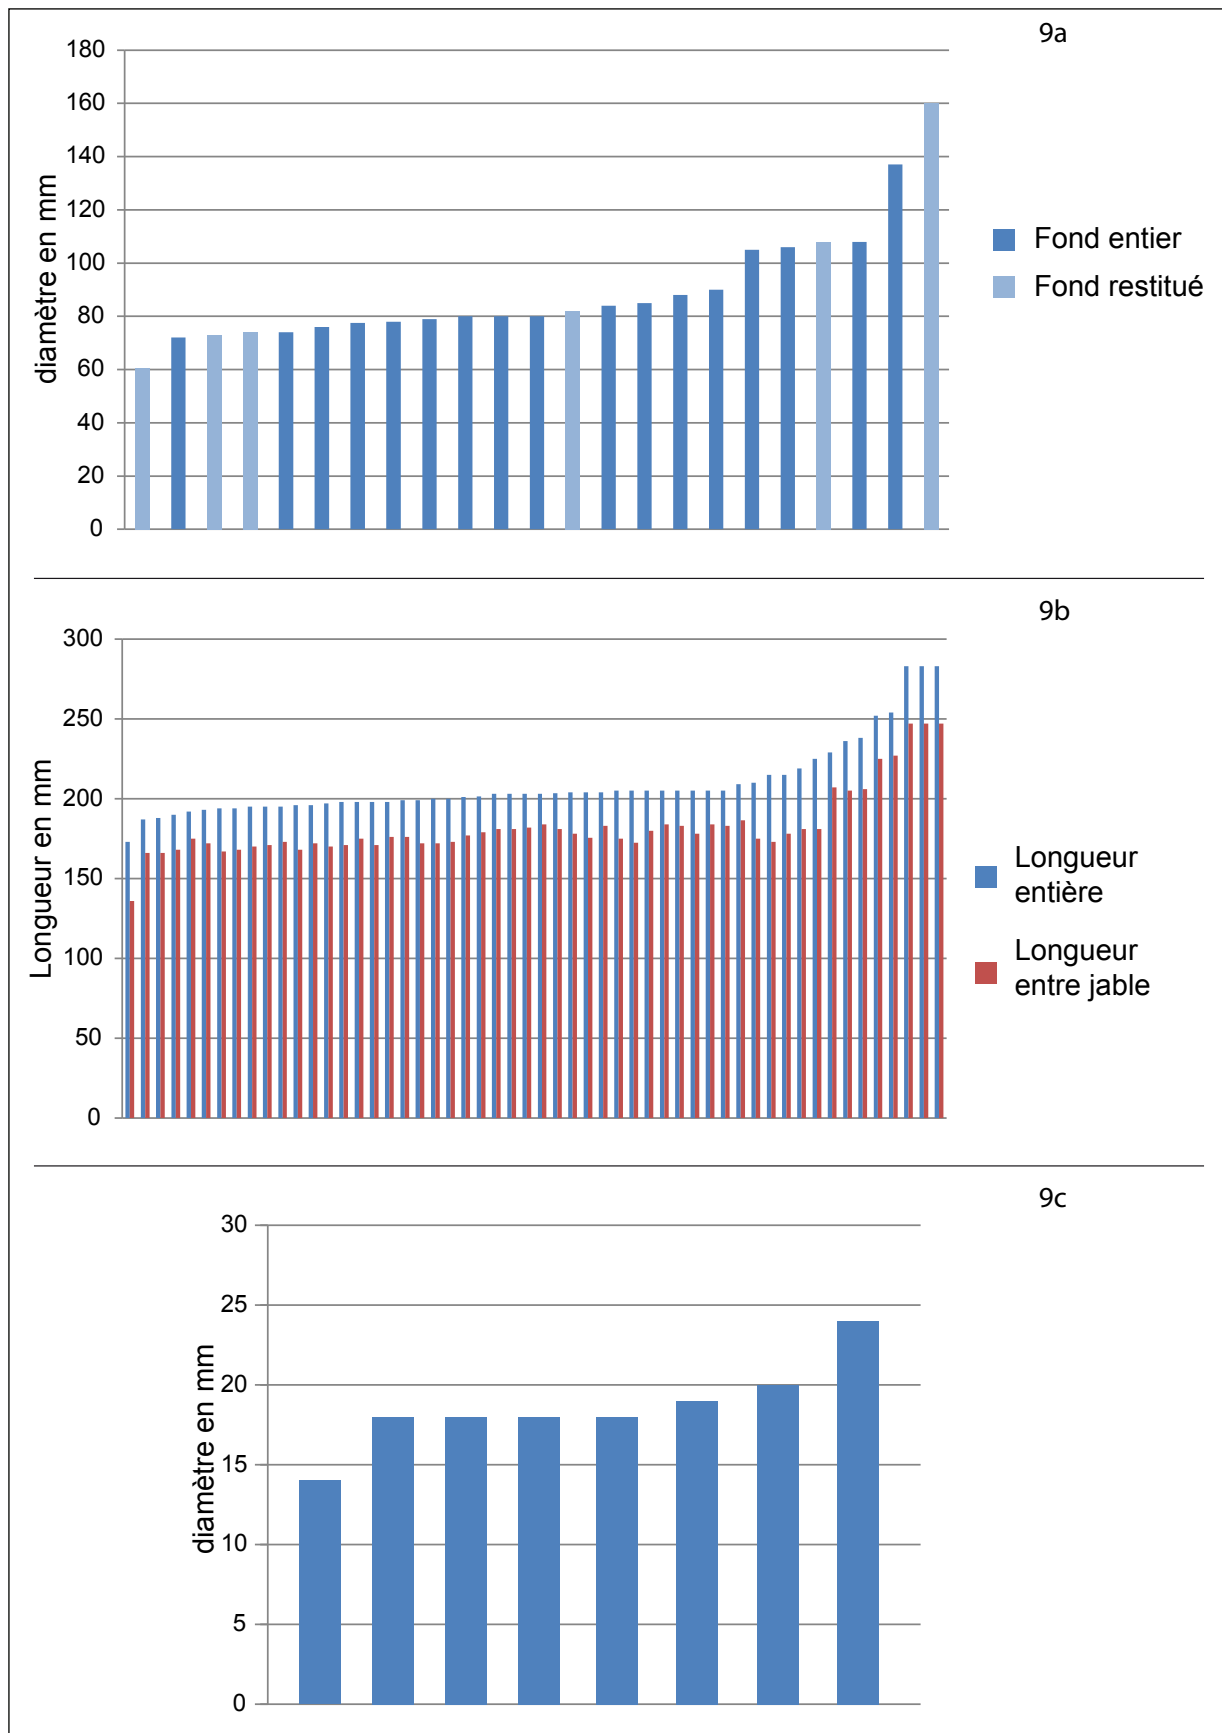 9a
180
160
140
120
100
80
60
40
20
0
diamètre en mm
Fond entier
Fond restitué
9b
300
250
200
150
100
50
0
Longueur en mm
Longueur
entière
Longueur
entre jable
9c
30
25
20
15
10
5
0
diamètre en mm